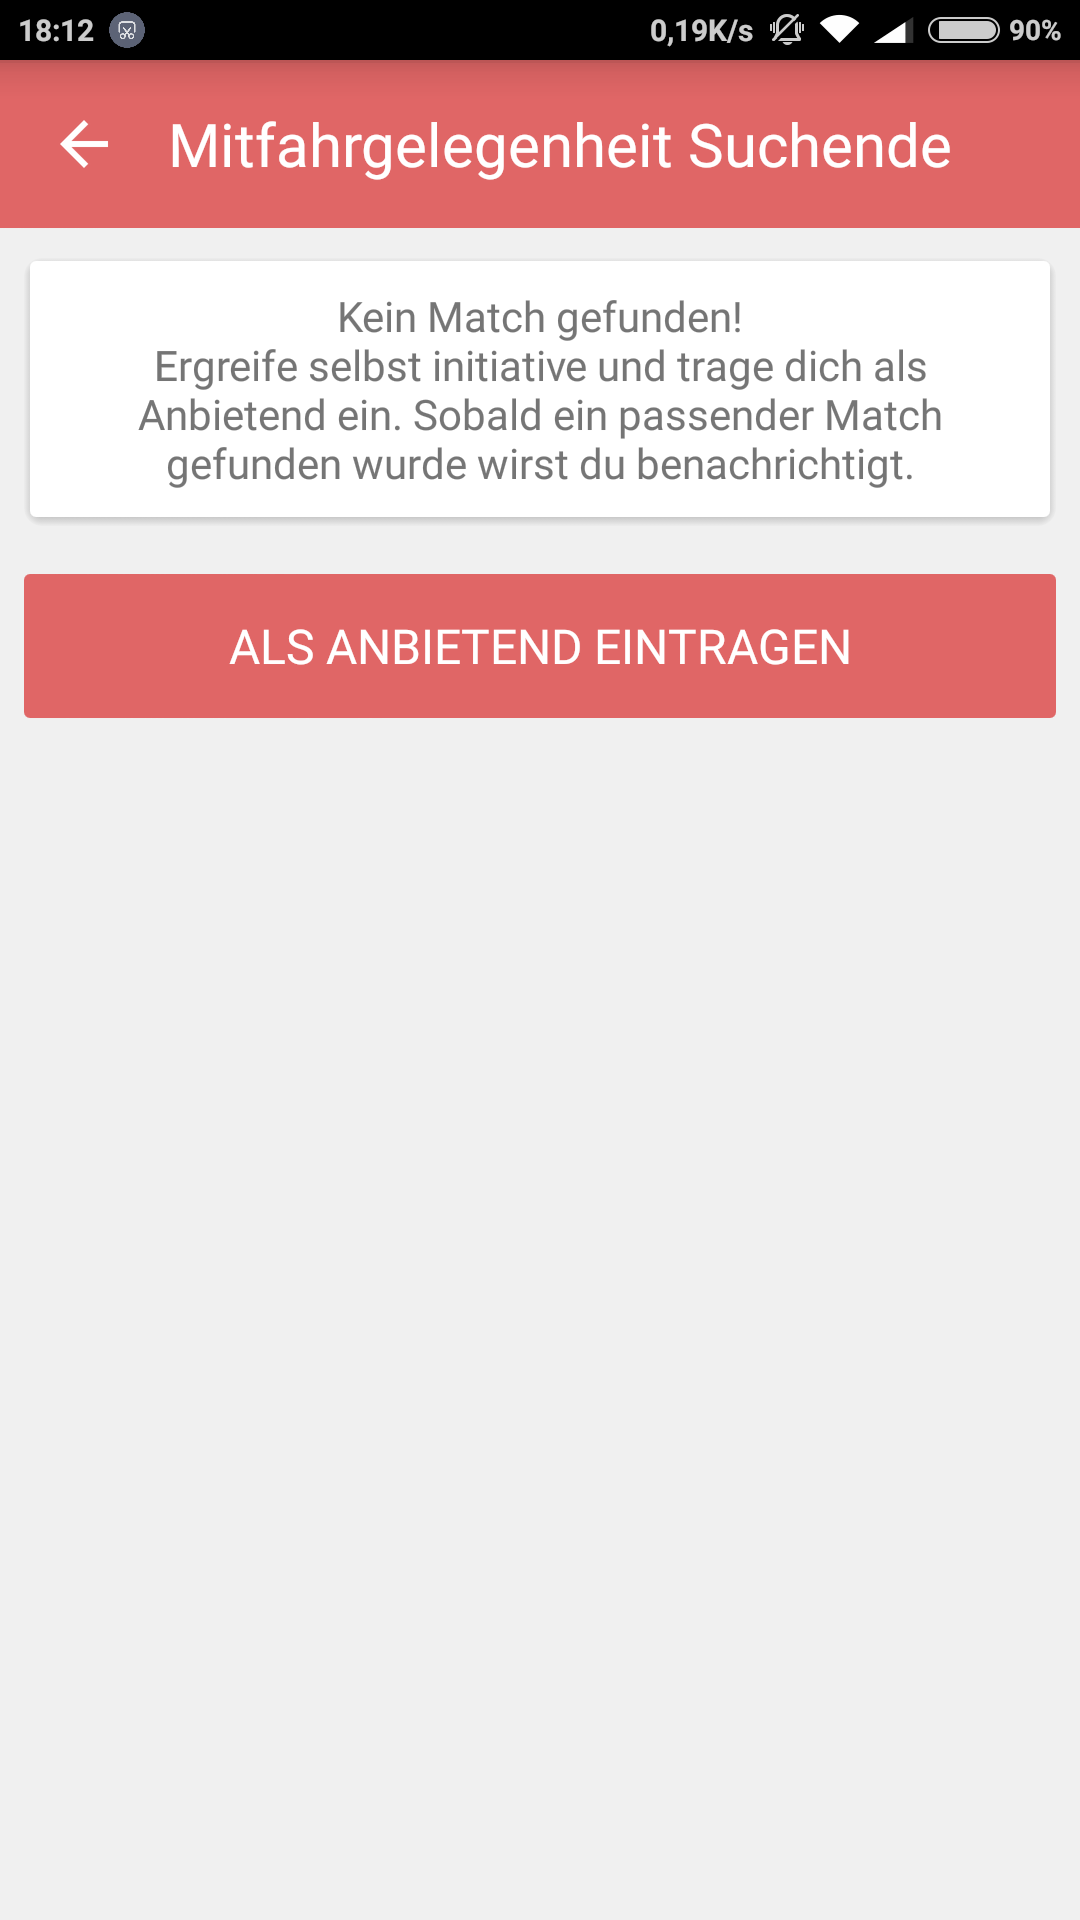 18:12 0,19K/s 90%
Mitfahrgelegenheit Suchende
Kein Match gefunden!
Ergreife selbst initiative und trage dich als
Anbietend ein. Sobald ein passender Match
gefunden wurde wirst du benachrichtigt.
ALS ANBIETEND EINTRAGEN